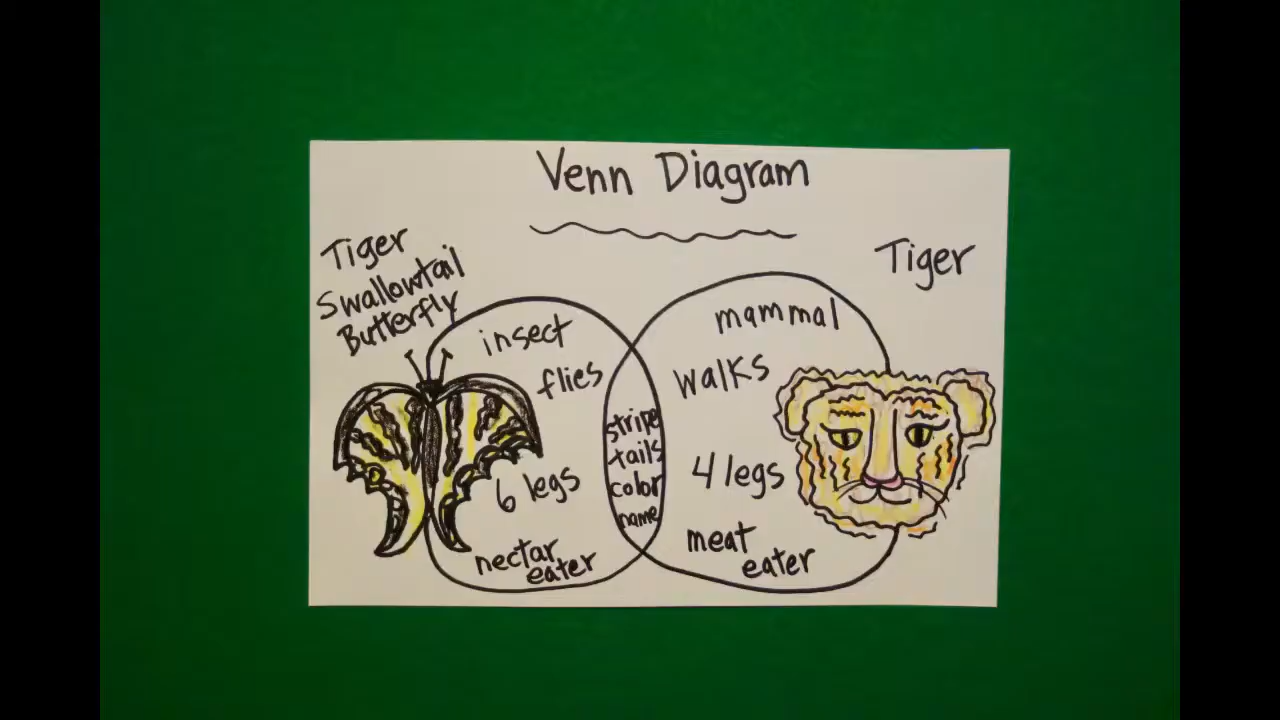 Venn Diagram
Tiger
Swallowtail
Butterfly
Tiger
insect
flies
6 legs
nectar
eater
stripe
tails
color
name
mammal
walks
4 legs
meat
eater